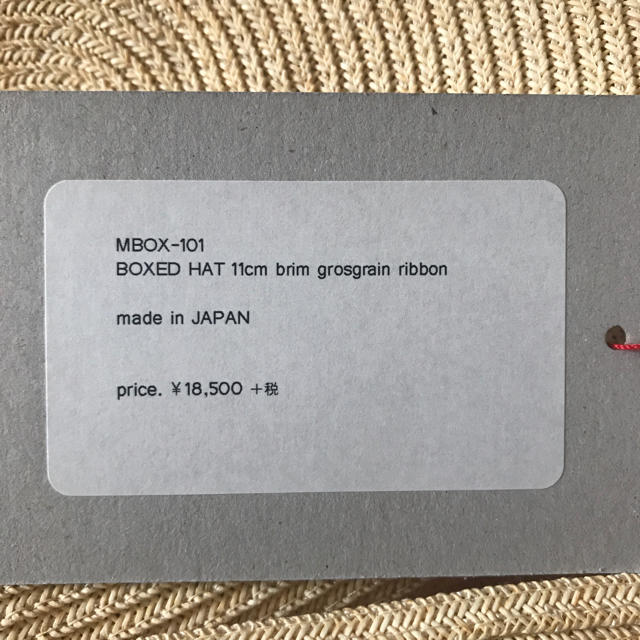 MBOX-101
BOXED HAT 11cm brim grosgrain ribbon
made in JAPAN
price. ¥18,500 +税